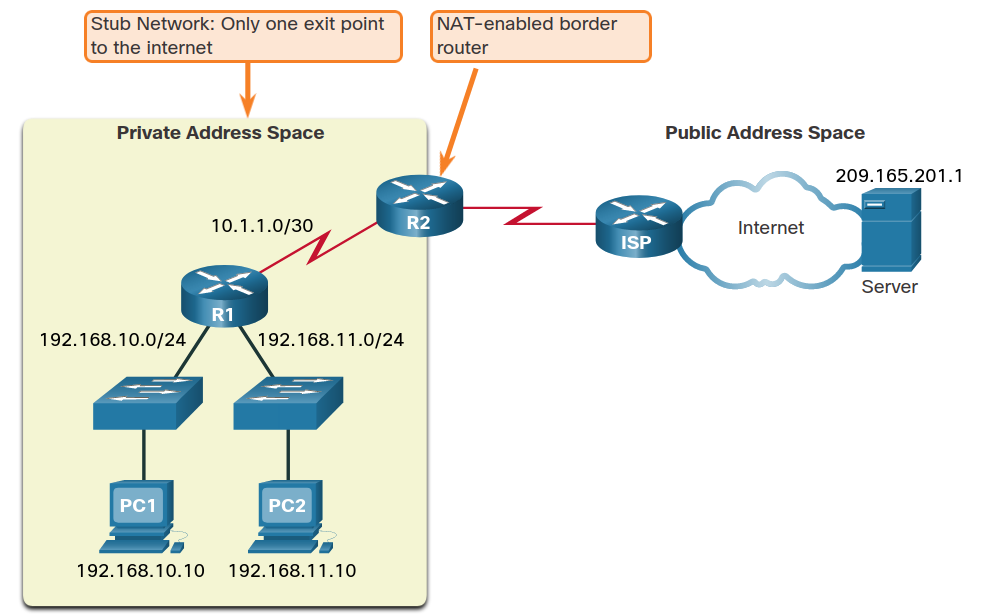 Stub Network: Only one exit point
to the internet
NAT-enabled border
router
Private Address Space
Public Address Space
209.165.201.1
R2
10.1.1.0/30
Internet
ISP
Server
R1
192.168.10.0/24
192.168.11.0/24
PC1
PC2
192.168.10.10
192.168.11.10